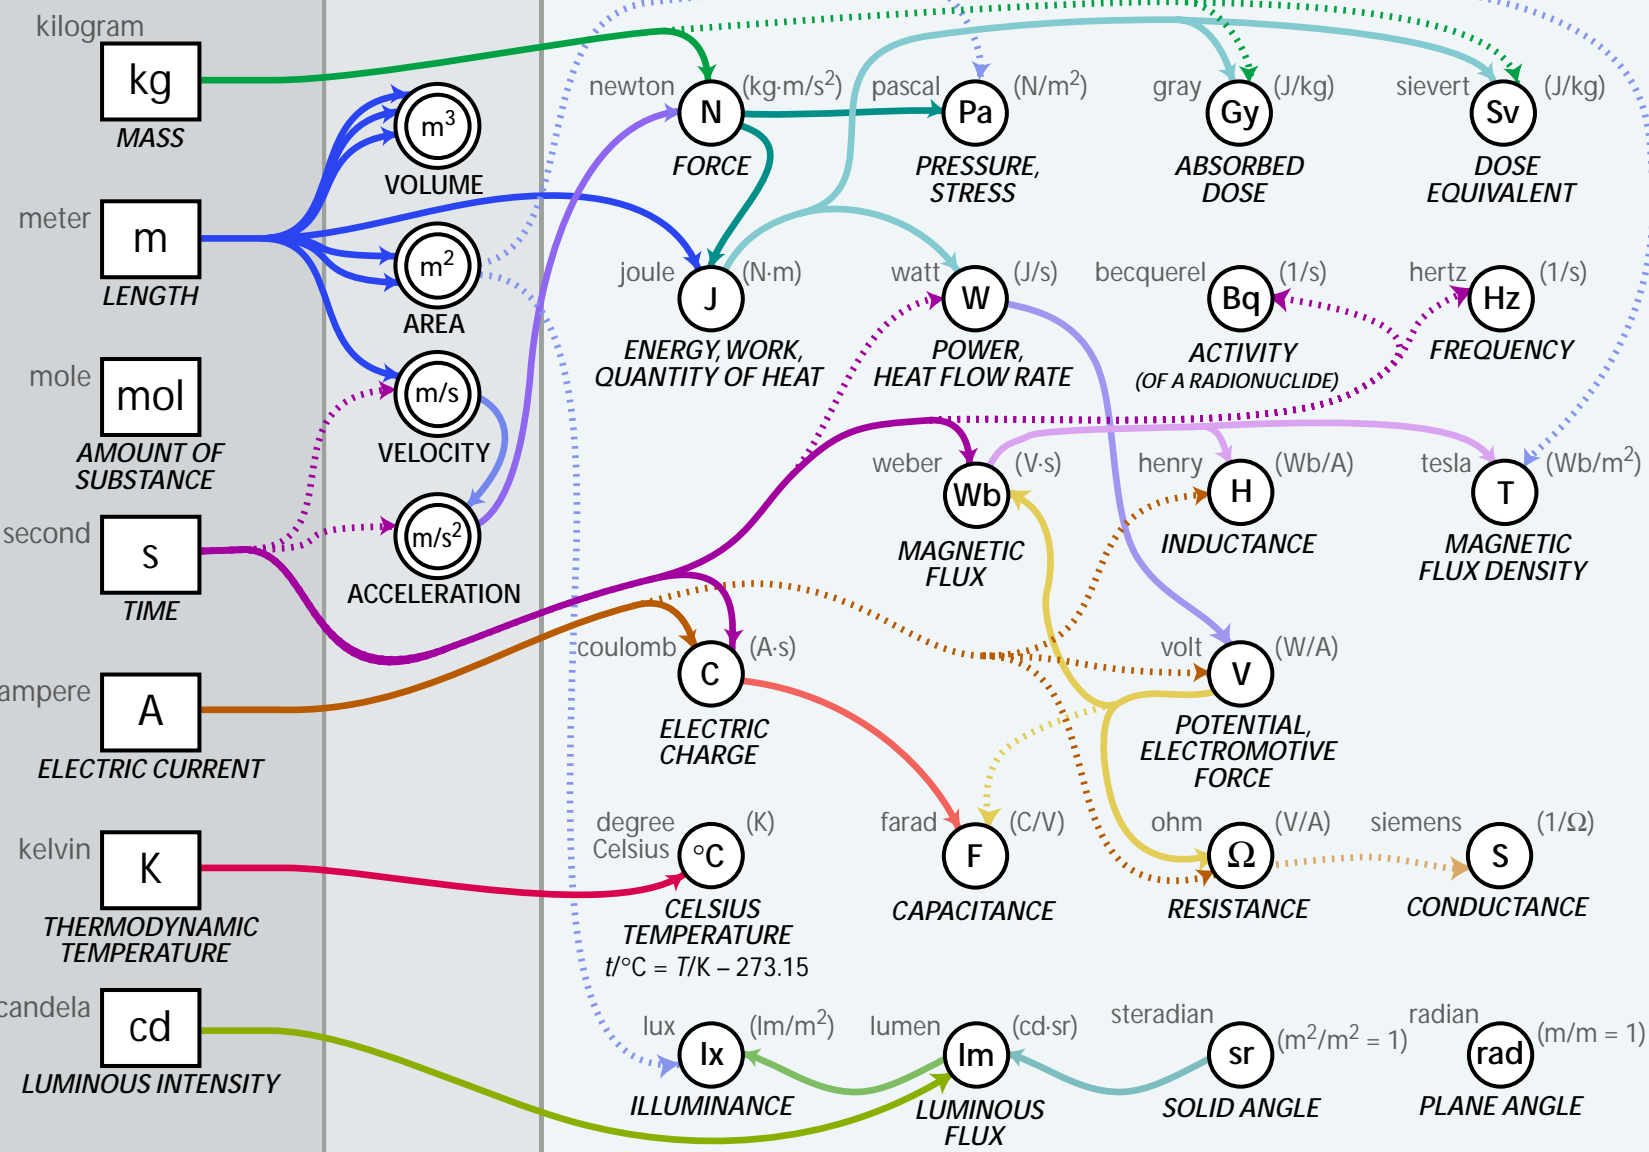 kilogram
kg
MASS
meter
m
LENGTH
mole
mol
AMOUNT OF
SUBSTANCE
second
s
TIME
ampere
A
ELECTRIC CURRENT
kelvin
K
THERMODYNAMIC
TEMPERATURE
candela
cd
LUMINOUS INTENSITY
m³
VOLUME
m²
AREA
m/s
VELOCITY
m/s²
ACCELERATION
newton
N
(kg·m/s²)
FORCE
pascal
Pa
(N/m²)
PRESSURE,
STRESS
gray
Gy
(J/kg)
ABSORBED
DOSE
sievert
Sv
(J/kg)
DOSE
EQUIVALENT
joule
J
(N·m)
ENERGY, WORK,
QUANTITY OF HEAT
watt
W
(J/s)
POWER,
HEAT FLOW RATE
becquerel
Bq
(1/s)
ACTIVITY
(OF A RADIONUCLIDE)
hertz
Hz
(1/s)
FREQUENCY
weber
Wb
(V·s)
MAGNETIC
FLUX
henry
H
(Wb/A)
INDUCTANCE
tesla
T
(Wb/m²)
MAGNETIC
FLUX DENSITY
coulomb
C
(A·s)
ELECTRIC
CHARGE
volt
V
(W/A)
POTENTIAL,
ELECTROMOTIVE
FORCE
degree
Celsius
°C
(K)
CELSIUS
TEMPERATURE
t/°C = T/K – 273.15
farad
F
(C/V)
CAPACITANCE
ohm
Ω
(V/A)
RESISTANCE
siemens
S
(1/Ω)
CONDUCTANCE
lux
lx
(lm/m²)
ILLUMINANCE
lumen
lm
(cd·sr)
LUMINOUS
FLUX
steradian
sr
(m²/m² = 1)
SOLID ANGLE
radian
rad
(m/m = 1)
PLANE ANGLE